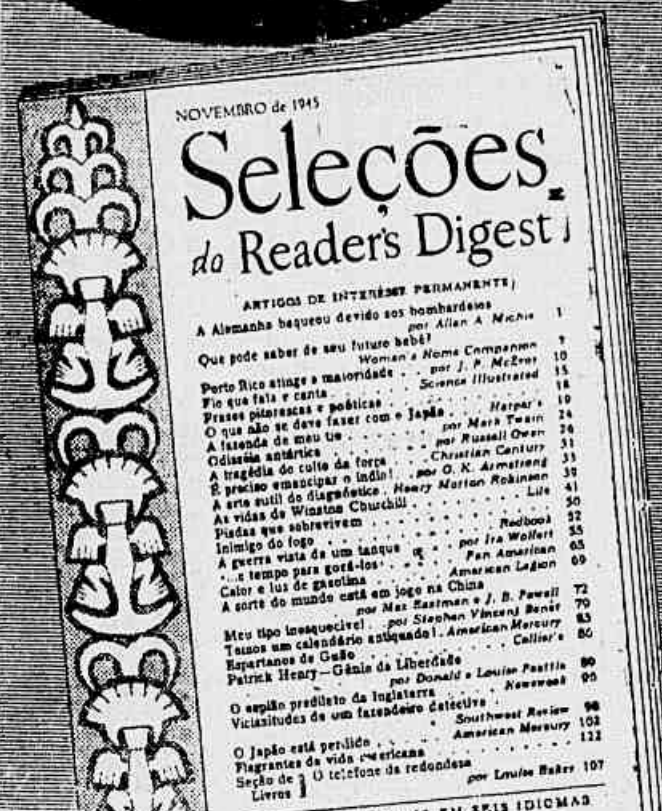 NOVEMBRO de 1945
Seleções
do Reader's Digest
ARTIGOS DE INTERÊSSE PERMANENTE
A Alemanha baqueou devido aos bombardeios
por Allan A. Michie 1
Que pode saber de seu futuro bebê?
Woman's Home Companion 7
Porto Rico atinge a maioridade . . por J. P. McEvoy 10
Fio que fala e canta . . . Science Illustrated 15
Frases pitorescas e poéticas . . . 18
O que não se deve fazer com o Japão . . . Harper's 19
A fazenda de meu tio . . . por Mark Twain 24
Odisséia antártica . . . por Russell Owen 26
A tragédia do culto da força . . . Christian Century 31
É preciso emancipar o índio! . . por O. K. Armstrong 33
A arte sutil do diagnóstico . Henry Morton Robinson 39
As vidas de Winston Churchill . . . Life 41
Piadas que sobrevivem . . . 50
Inimigo do fogo . . . Redbook 52
A guerra vista de um tanque . . . por Ira Wolfert 55
"...e tempo para gozá-los" . . . Pan American 65
Calor e luz de gasolina . . . American Legion 69
A sorte do mundo está em jogo na China
por Max Eastman e J. B. Powell 72
Meu tipo inesquecível . . por Stephen Vincent Benét 79
Temos um calendário antiquado! . American Mercury 83
Espartanos de Gusão . . . Collier's 86
Patrick Henry—Gênio da Liberdade
por Donald e Louise Peattie 90
O espião predileto da Inglaterra . . . Newsweek 95
Vicissitudes de um fazendeiro detective
Southwest Review 98
O Japão está perdido . . . American Mercury 102
Flagrantes da vida americana . . . 122
Seção de Livros } O telefone da redondeza
por Louise Baker 107
EM SEIS IDIOMAS